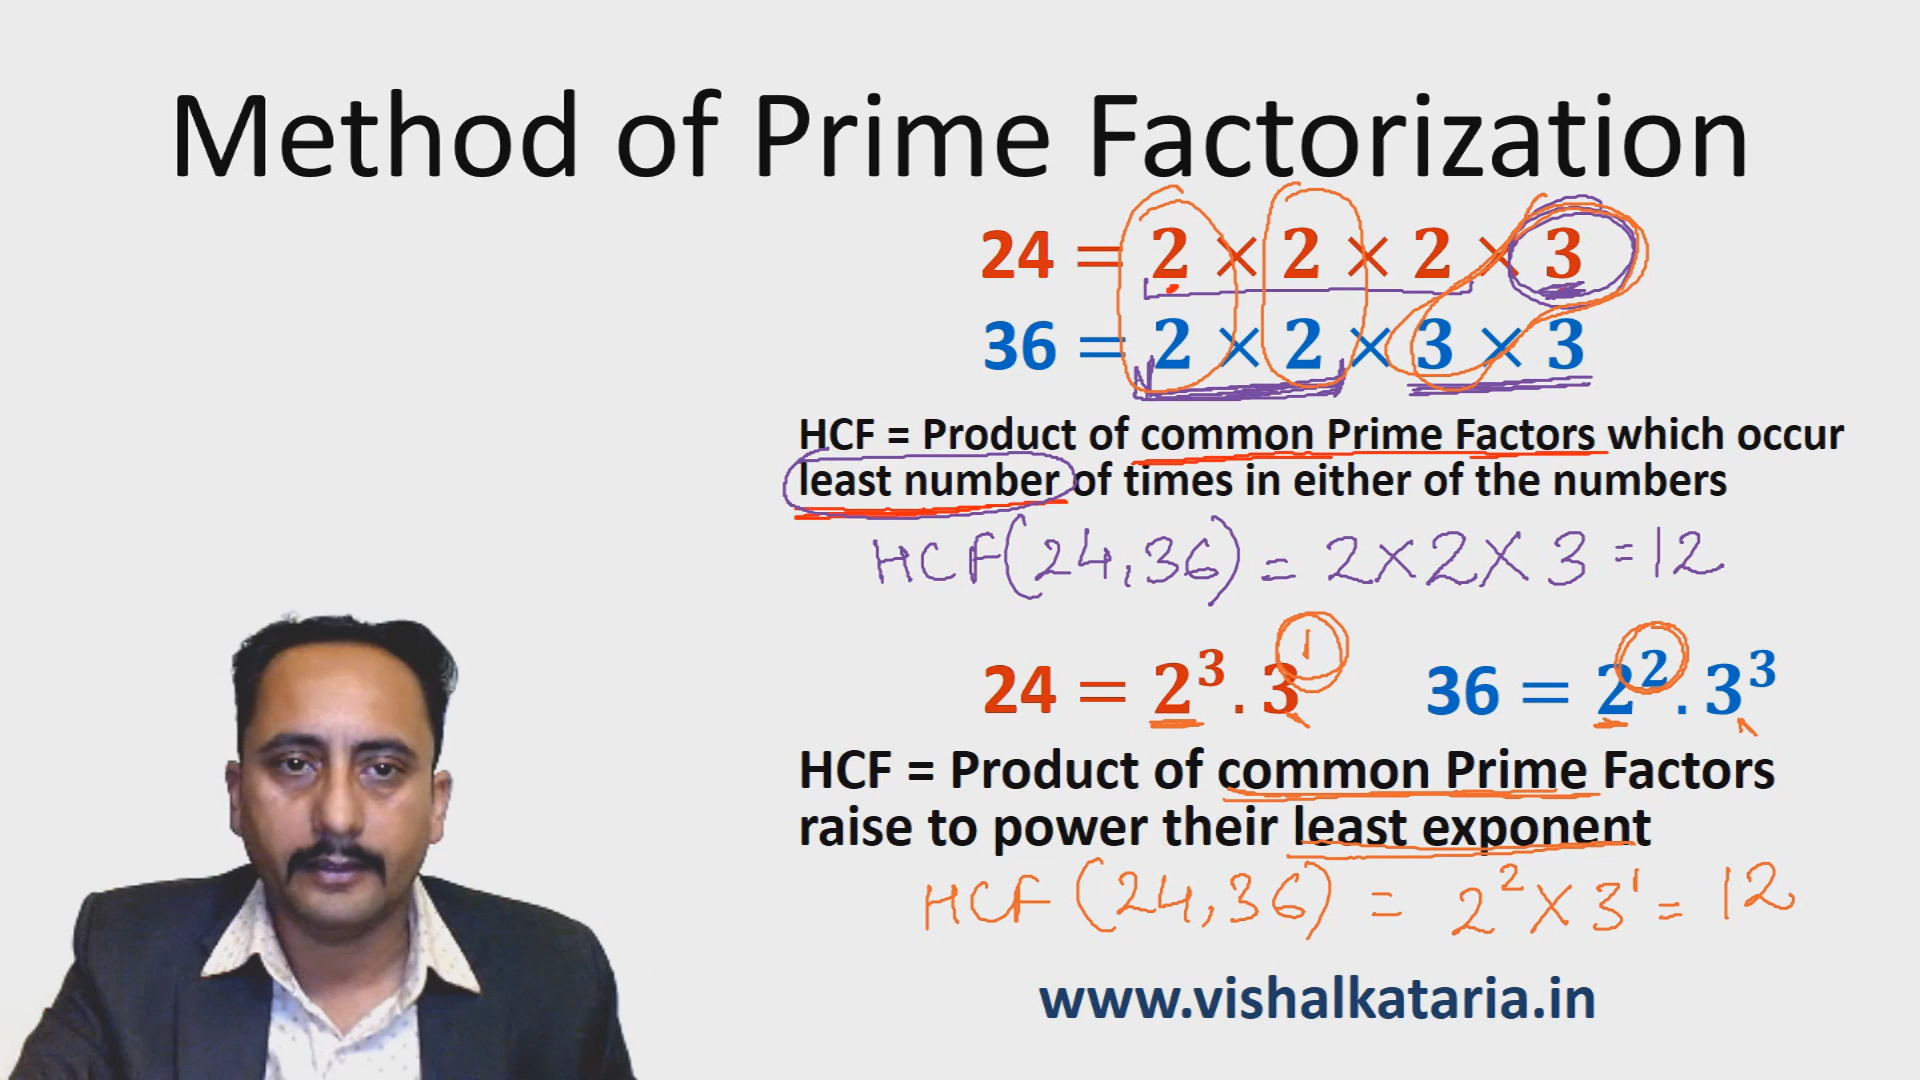 Method of Prime Factorization
24 = 2 × 2 × 2 × 3
36 = 2 × 2 × 3 × 3
HCF = Product of common Prime Factors which occur
least number of times in either of the numbers
HCF(24,36) = 2×2×3 = 12
24 = 2³ . 3¹ 36 = 2² . 3³
HCF = Product of common Prime Factors
raise to power their least exponent
HCF (24,36) = 2² × 3¹ = 12
www.vishalkataria.in